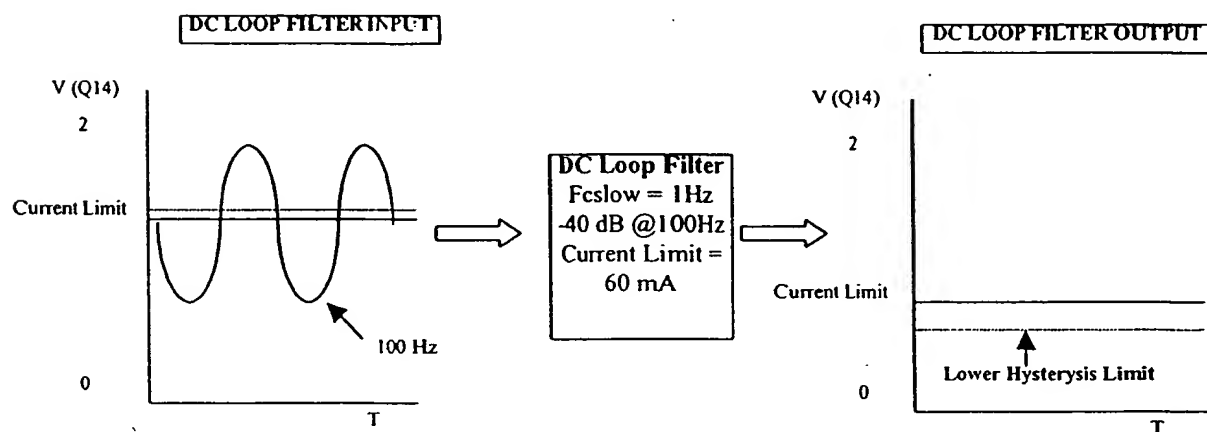 DC LOOP FILTER INPUT
V (Q14)
2
Current Limit
0
100 Hz
T
DC Loop Filter
Fcslow = 1Hz
-40 dB @100Hz
Current Limit =
60 mA
DC LOOP FILTER OUTPUT
V (Q14)
2
Current Limit
Lower Hysterysis Limit
0
T